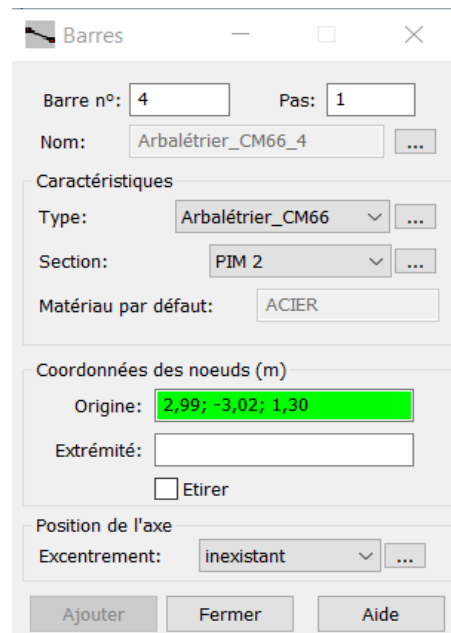 Barres
Barre nº: 4 Pas: 1
Nom: Arbalétrier_CM66_4 ...
Caractéristiques
Type: Arbalétrier_CM66 ...
Section: PIM 2 ...
Matériau par défaut: ACIER
Coordonnées des noeuds (m)
Origine: 2,99; -3,02; 1,30
Extrémité:
Etirer
Position de l'axe
Excentrement: inexistant ...
Ajouter Fermer Aide